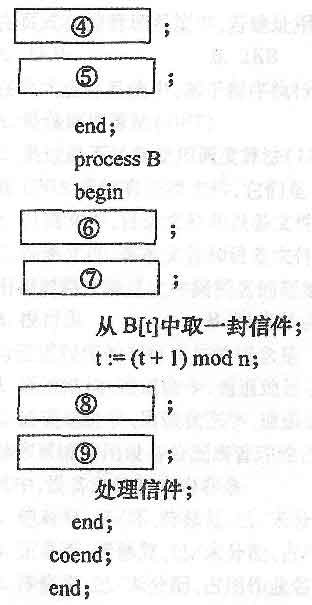 ④ ;
⑤ ;
end;
process B
begin
⑥ ;
⑦ ;
从 B[t]中取一封信件;
t := (t + 1) mod n;
⑧ ;
⑨ ;
处理信件;
end;
coend;
end;